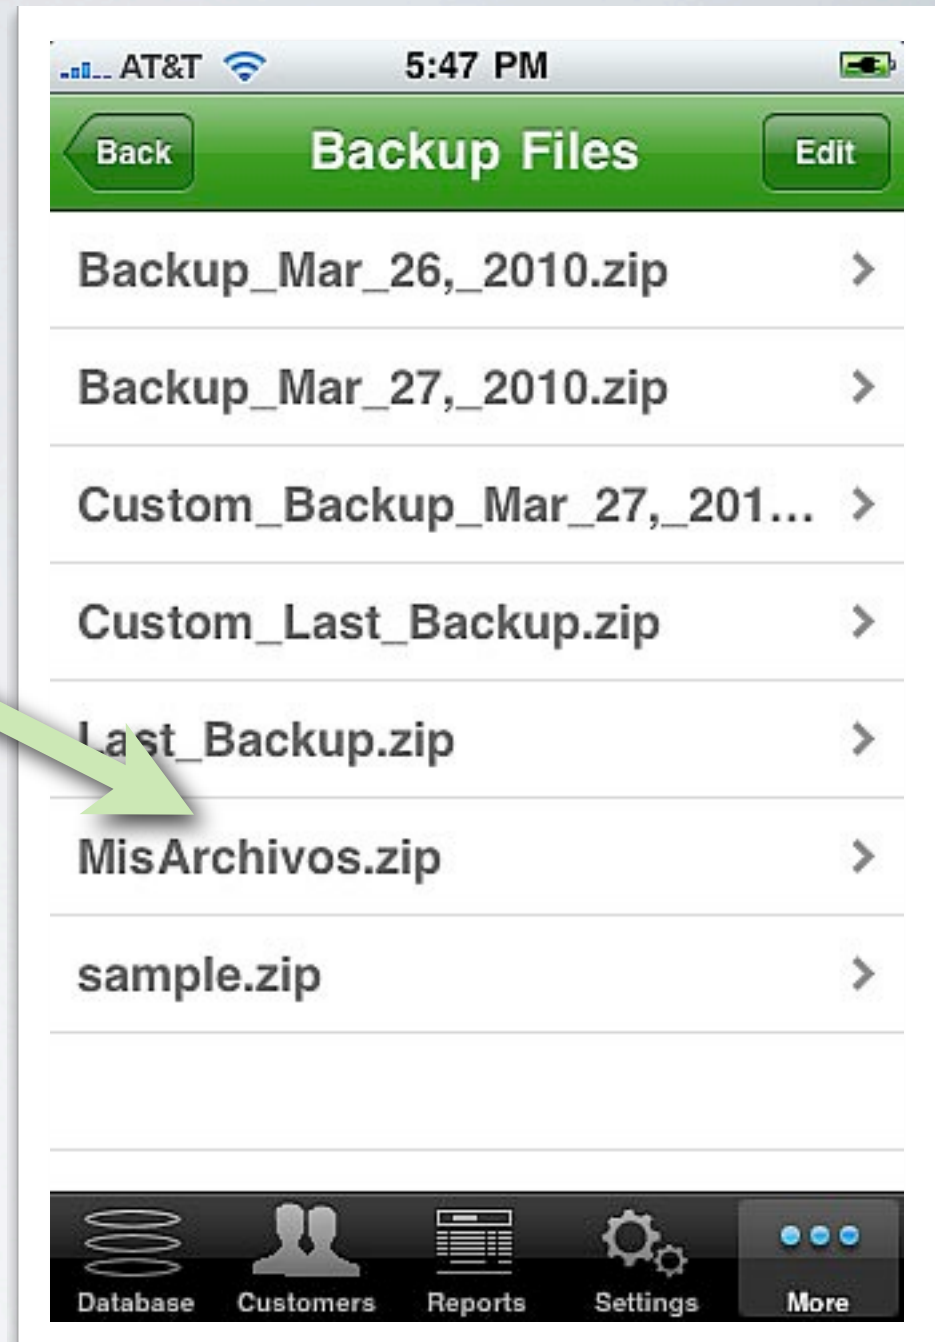 AT&T 5:47 PM
Back Backup Files Edit
Backup_Mar_26,_2010.zip
Backup_Mar_27,_2010.zip
Custom_Backup_Mar_27,_201...
Custom_Last_Backup.zip
Last_Backup.zip
MisArchivos.zip
sample.zip
Database Customers Reports Settings More